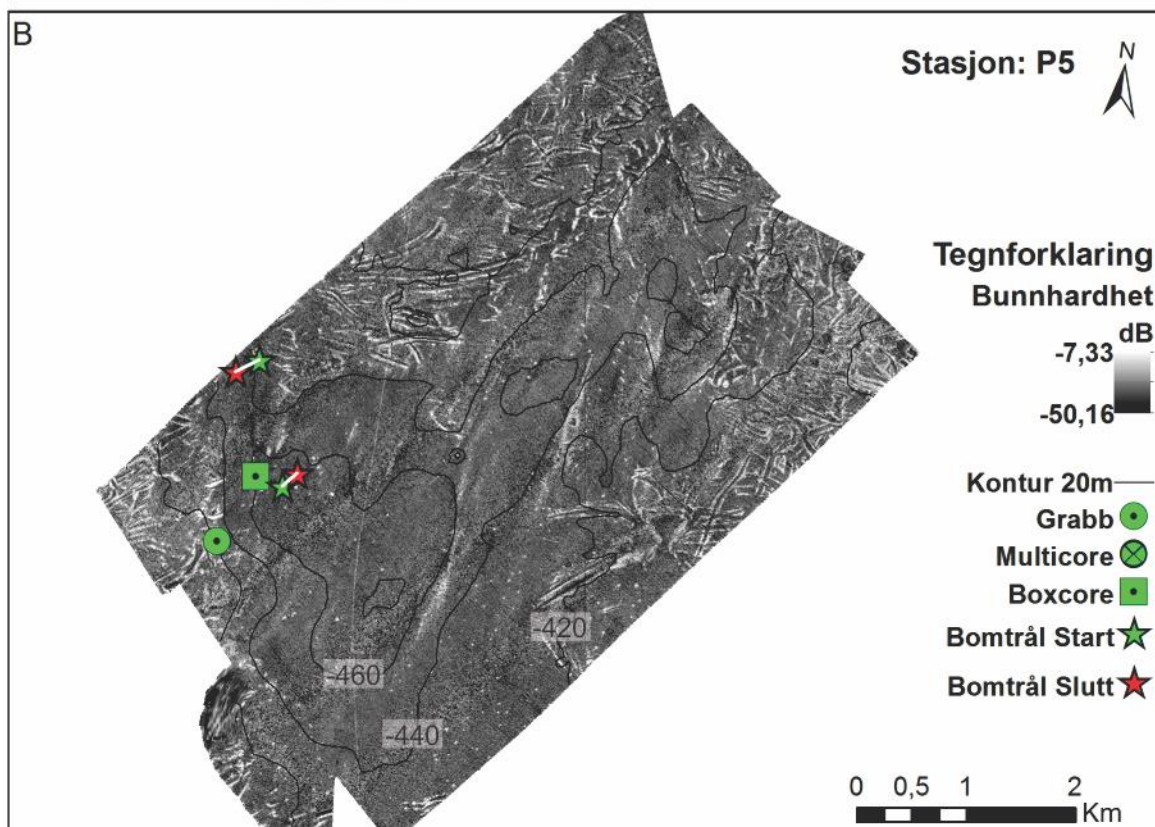 B
Stasjon: P5
N
Tegnforklaring
Bunnhardhet
dB
-7,33
-50,16
Kontur 20m
Grabb
Multicore
Boxcore
Bomtrål Start
Bomtrål Slutt
-420
-460
-440
0 0,5 1 2
Km